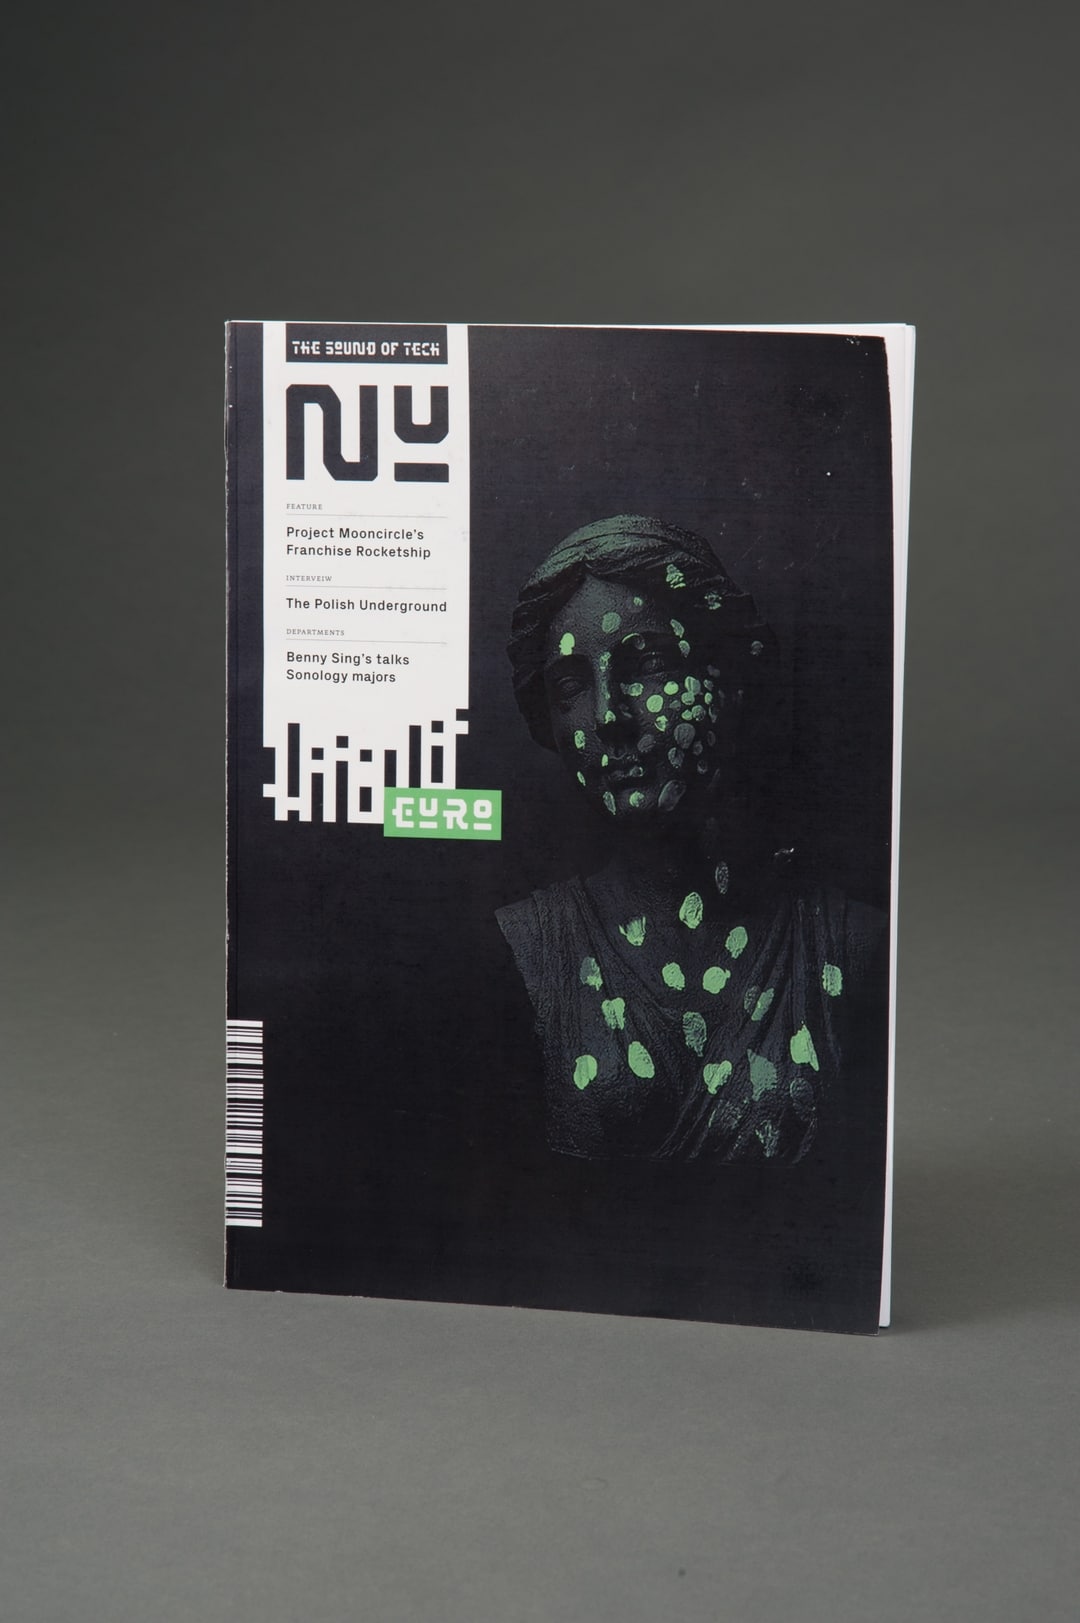 THE SOUND OF TECH
NU
FEATURE
Project Mooncircle's
Franchise Rocketship
INTERVEIW
The Polish Underground
DEPARTMENTS
Benny Sing's talks
Sonology majors
EURO